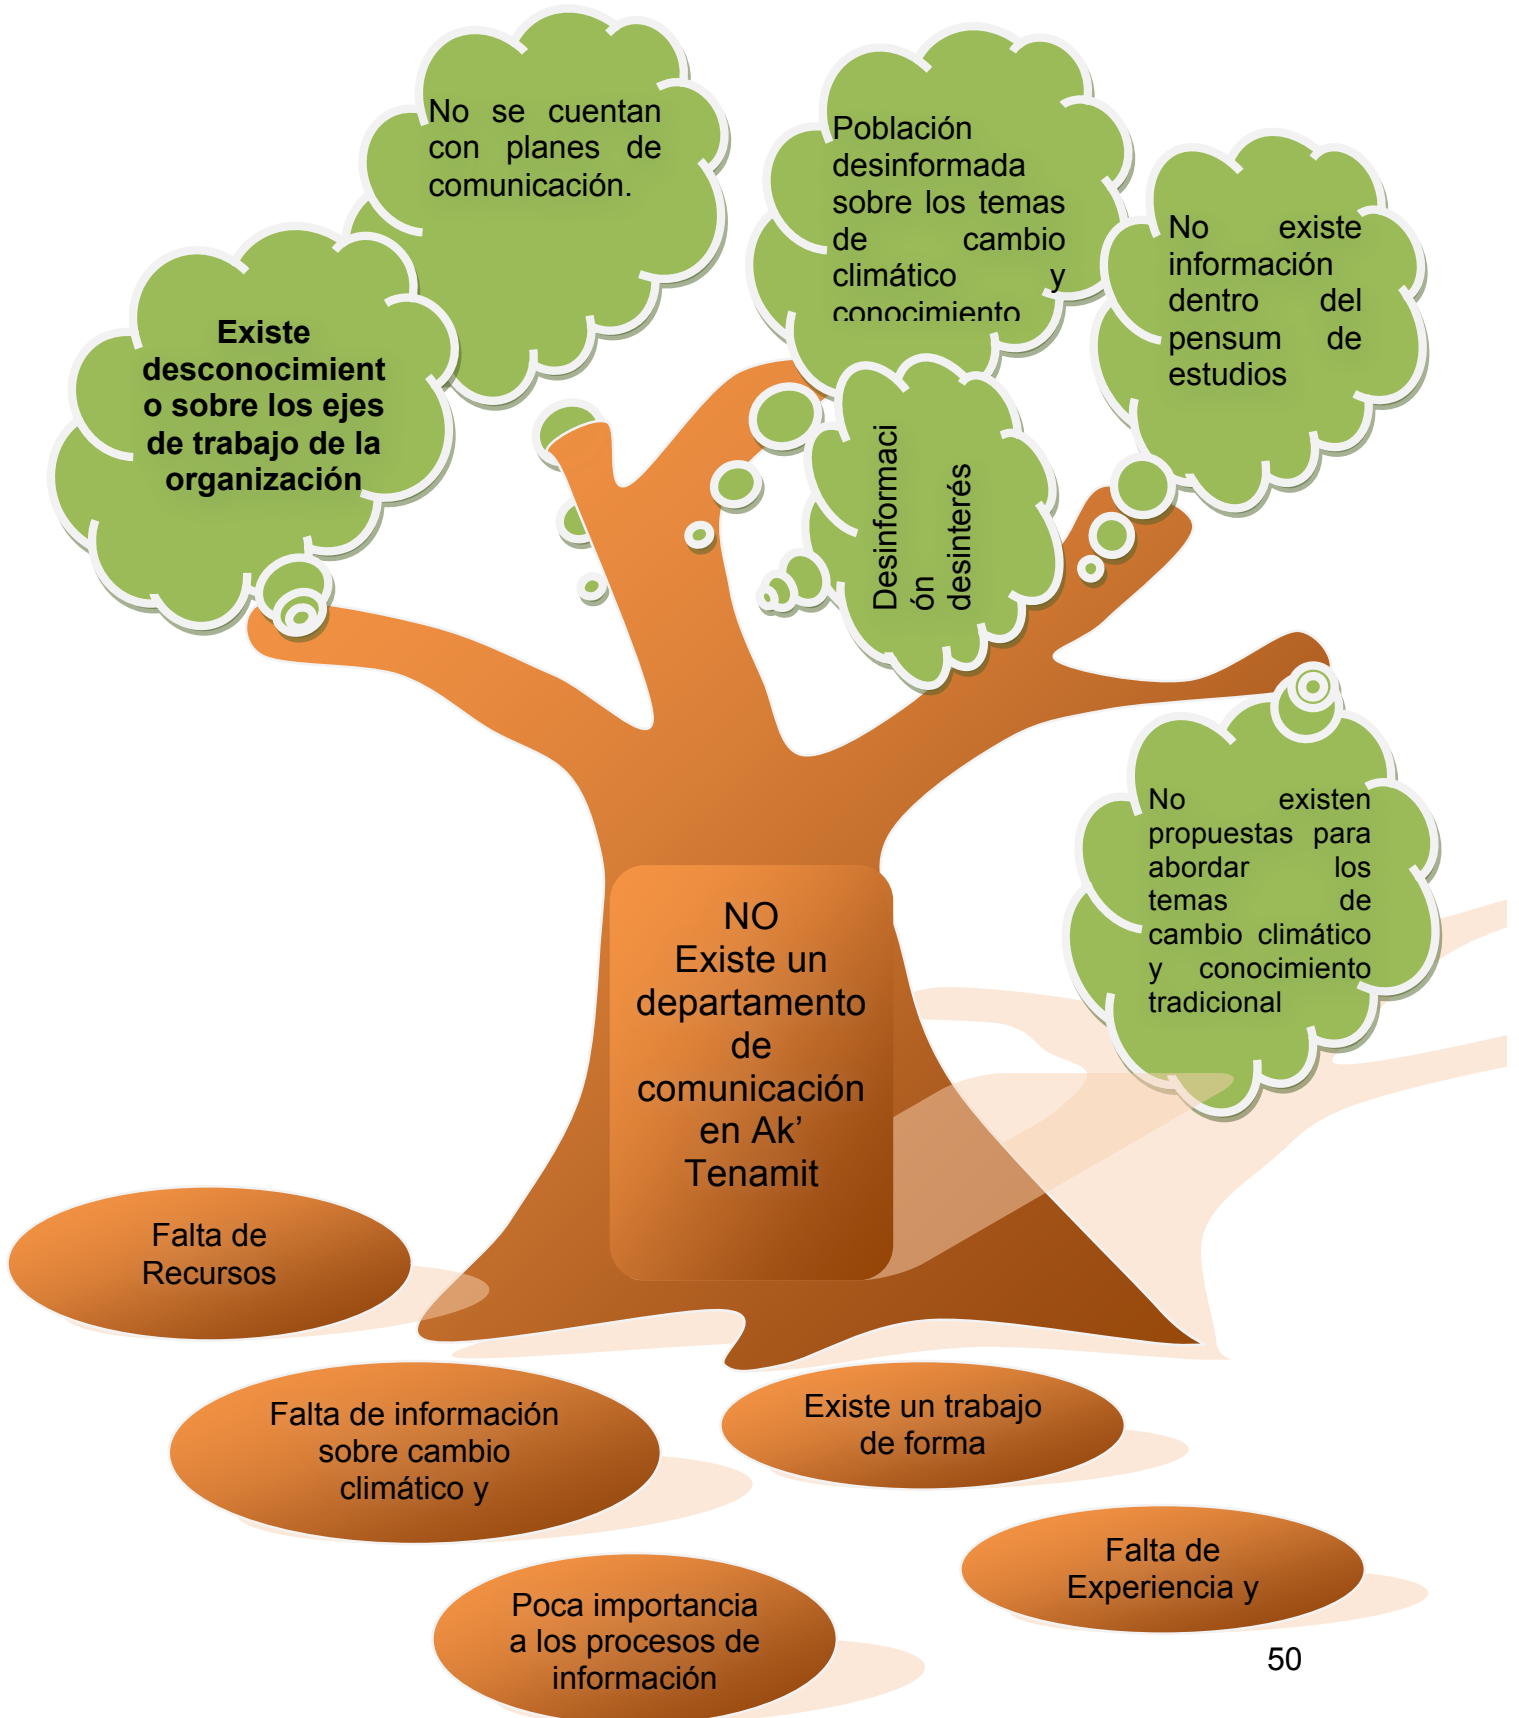 No se cuentan
con planes de
comunicación.
Población
desinformada
sobre los temas
de cambio
climático y
conocimiento
No existe
información
dentro del
pensum de
estudios
Existe
desconocimient
o sobre los ejes
de trabajo de la
organización
Desinformaci
ón
desinterés
No existen
propuestas para
abordar los
temas de
cambio climático
y conocimiento
tradicional
NO
Existe un
departamento
de
comunicación
en Ak’
Tenamit
Falta de
Recursos
Falta de información
sobre cambio
climático y
Existe un trabajo
de forma
Falta de
Experiencia y
Poca importancia
a los procesos de
información
50